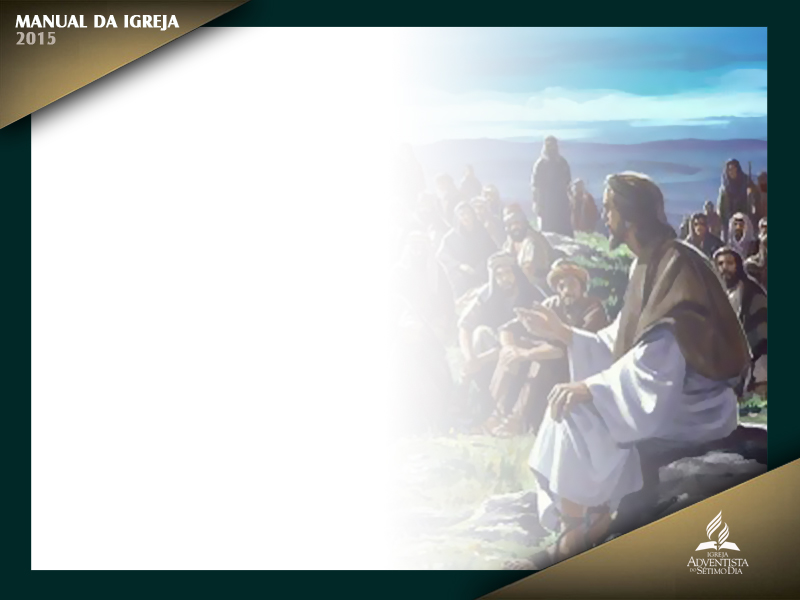 MANUAL DA IGREJA
2015
IGREJA
ADVENTISTA
DO SÉTIMO DIA